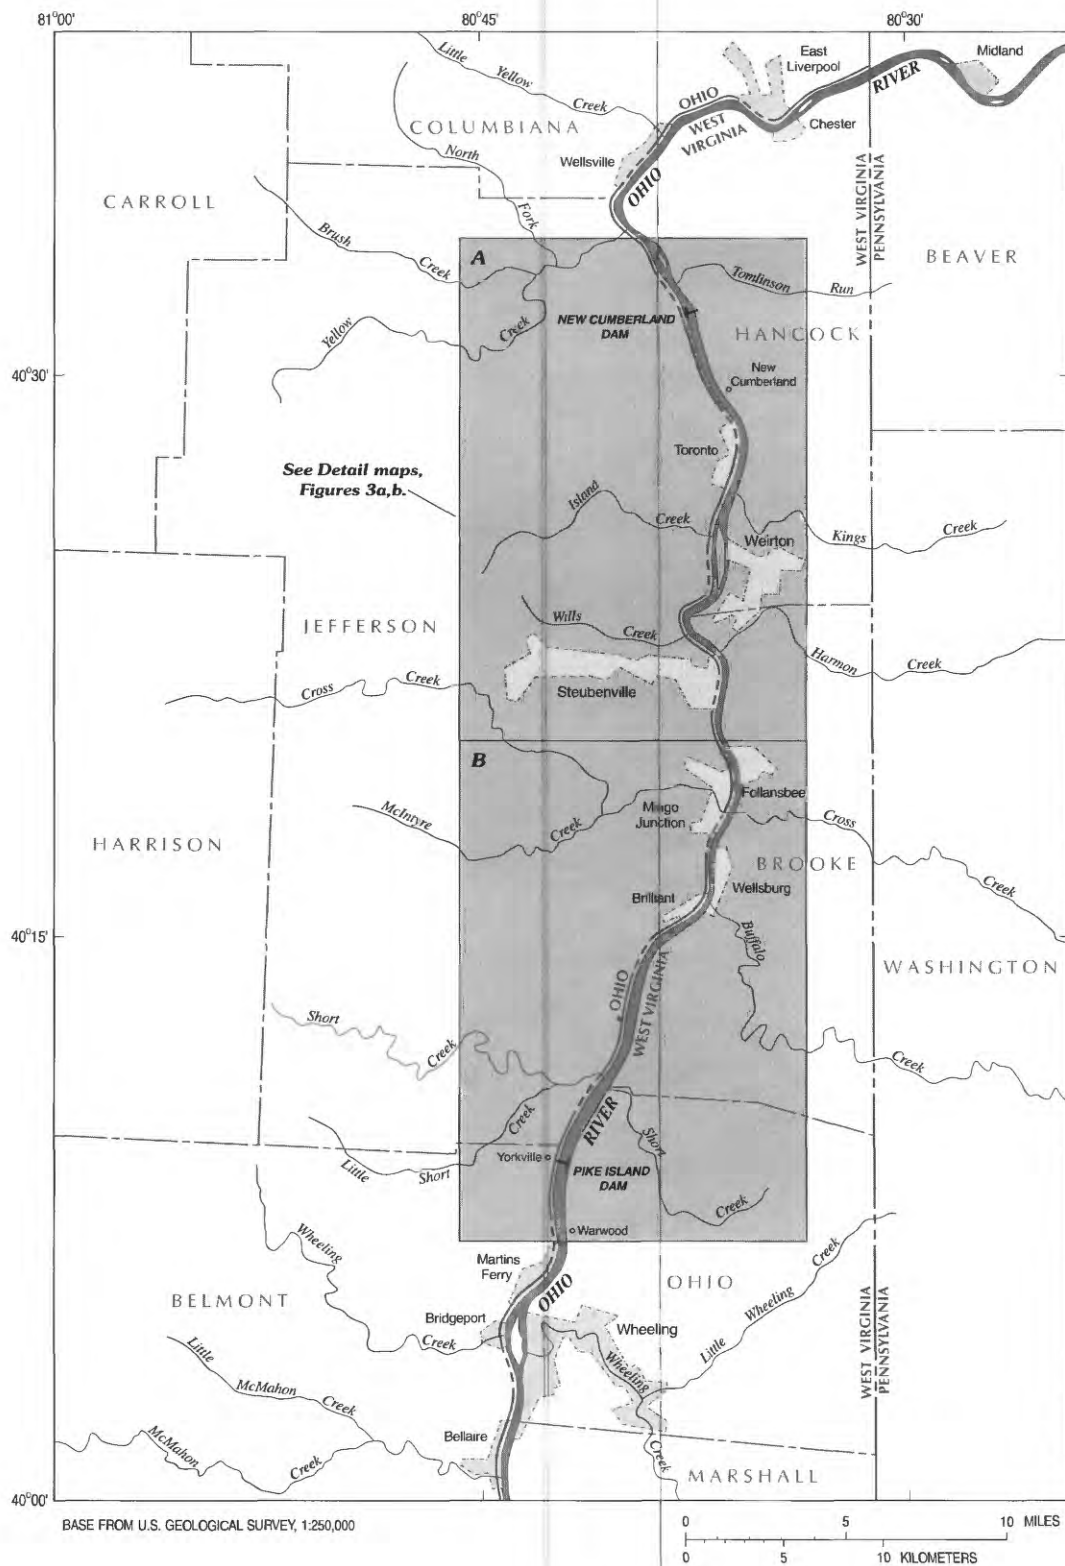 81°00'
80°45'
80°30'
Little
Yellow
Creek
East
Liverpool
Midland
OHIO
RIVER
WEST
VIRGINIA
Chester
COLUMBIANA
North
Fork
Wellsville
OHIO
WEST VIRGINIA
PENNSYLVANIA
CARROLL
Brush
Creek
A
Tomlinson
Run
BEAVER
NEW CUMBERLAND
DAM
HANCOCK
Yellow
Creek
40°30'
New
Cumberland
Toronto
See Detail maps,
Figures 3a,b.
Island
Creek
Weirton
Kings
Creek
JEFFERSON
Wills
Creek
Harmon
Creek
Cross
Creek
Steubenville
B
Follansbee
Mingo
Junction
McIntyre
Creek
Cross
Creek
HARRISON
BROOKE
Wellsburg
Brilliant
Buffalo
Creek
40°15'
WASHINGTON
OHIO
WEST VIRGINIA
Short
Creek
RIVER
Creek
Short
Little
Short
Creek
Yorkville
PIKE ISLAND
DAM
Warwood
Wheeling
Creek
Martins
Ferry
OHIO
OHIO
Creek
Wheeling
Little
BELMONT
Bridgeport
Wheeling
Wheeling
Creek
WEST VIRGINIA
PENNSYLVANIA
Little
McMahon
Creek
Bellaire
McMahon
Creek
MARSHALL
40°00'
BASE FROM U.S. GEOLOGICAL SURVEY, 1:250,000
0 5 10 MILES
0 5 10 KILOMETERS